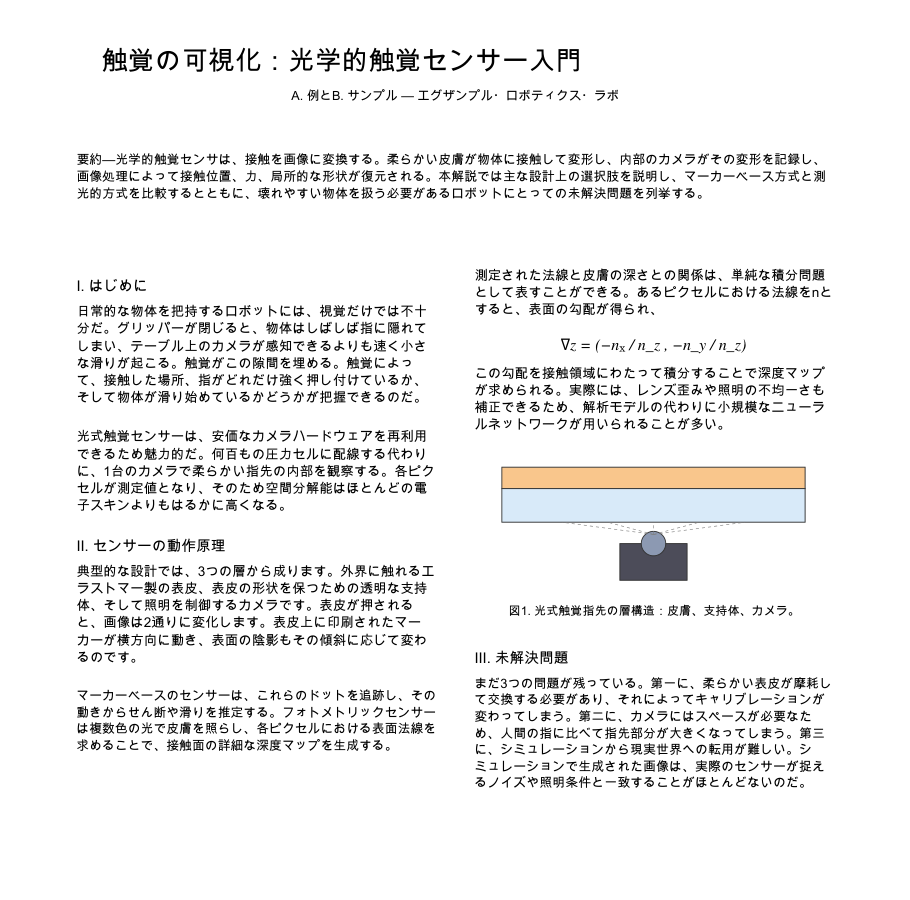 触覚の可視化：光学的触覚センサー入門
A. 例とB. サンプル — エグザンプル・ロボティクス・ラボ
要約—光学的触覚センサは、接触を画像に変換する。柔らかい皮膚が物体に接触して変形し、内部のカメラがその変形を記録し、
画像処理によって接触位置、力、局所的な形状が復元される。本解説では主な設計上の選択肢を説明し、マーカーベース方式と測
光的方式を比較するとともに、壊れやすい物体を扱う必要があるロボットにとっての未解決問題を列挙する。
I. はじめに
日常的な物体を把持するロボットには、視覚だけでは不十
分だ。グリッパーが閉じると、物体はしばしば指に隠れて
しまい、テーブル上のカメラが感知できるよりも速く小さ
な滑りが起こる。触覚がこの隙間を埋める。触覚によっ
て、接触した場所、指がどれだけ強く押し付けているか、
そして物体が滑り始めているかどうかが把握できるのだ。
光式触覚センサーは、安価なカメラハードウェアを再利用
できるため魅力的だ。何百もの圧力セルに配線する代わり
に、1台のカメラで柔らかい指先の内部を観察する。各ピク
セルが測定値となり、そのため空間分解能はほとんどの電
子スキンよりもはるかに高くなる。
II. センサーの動作原理
典型的な設計では、3つの層から成ります。外界に触れるエ
ラストマー製の表皮、表皮の形状を保つための透明な支持
体、そして照明を制御するカメラです。表皮が押される
と、画像は2通りに変化します。表皮上に印刷されたマー
カーが横方向に動き、表面の陰影もその傾斜に応じて変わ
るのです。
マーカーベースのセンサーは、これらのドットを追跡し、その
動きからせん断や滑りを推定する。フォトメトリックセンサー
は複数色の光で皮膚を照らし、各ピクセルにおける表面法線を
求めることで、接触面の詳細な深度マップを生成する。
測定された法線と皮膚の深さとの関係は、単純な積分問題
として表すことができる。あるピクセルにおける法線をnと
すると、表面の勾配が得られ、
∇z = (−nₓ / n_z , −n_y / n_z)
この勾配を接触領域にわたって積分することで深度マップ
が求められる。実際には、レンズ歪みや照明の不均一さも
補正できるため、解析モデルの代わりに小規模なニューラ
ルネットワークが用いられることが多い。
図1. 光式触覚指先の層構造：皮膚、支持体、カメラ。
III. 未解決問題
まだ3つの問題が残っている。第一に、柔らかい表皮が摩耗し
て交換する必要があり、それによってキャリブレーションが
変わってしまう。第二に、カメラにはスペースが必要なた
め、人間の指に比べて指先部分が大きくなってしまう。第三
に、シミュレーションから現実世界への転用が難しい。シ
ミュレーションで生成された画像は、実際のセンサーが捉え
るノイズや照明条件と一致することがほとんどないのだ。